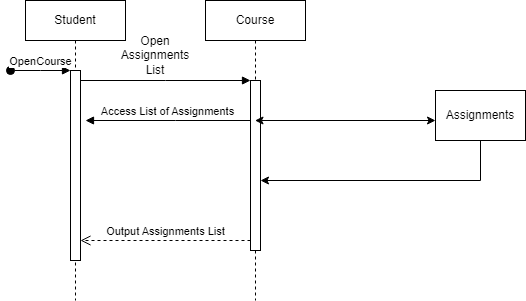 Student
Course
OpenCourse
Open
Assignments
List
Access List of Assignments
Assignments
Output Assignments List